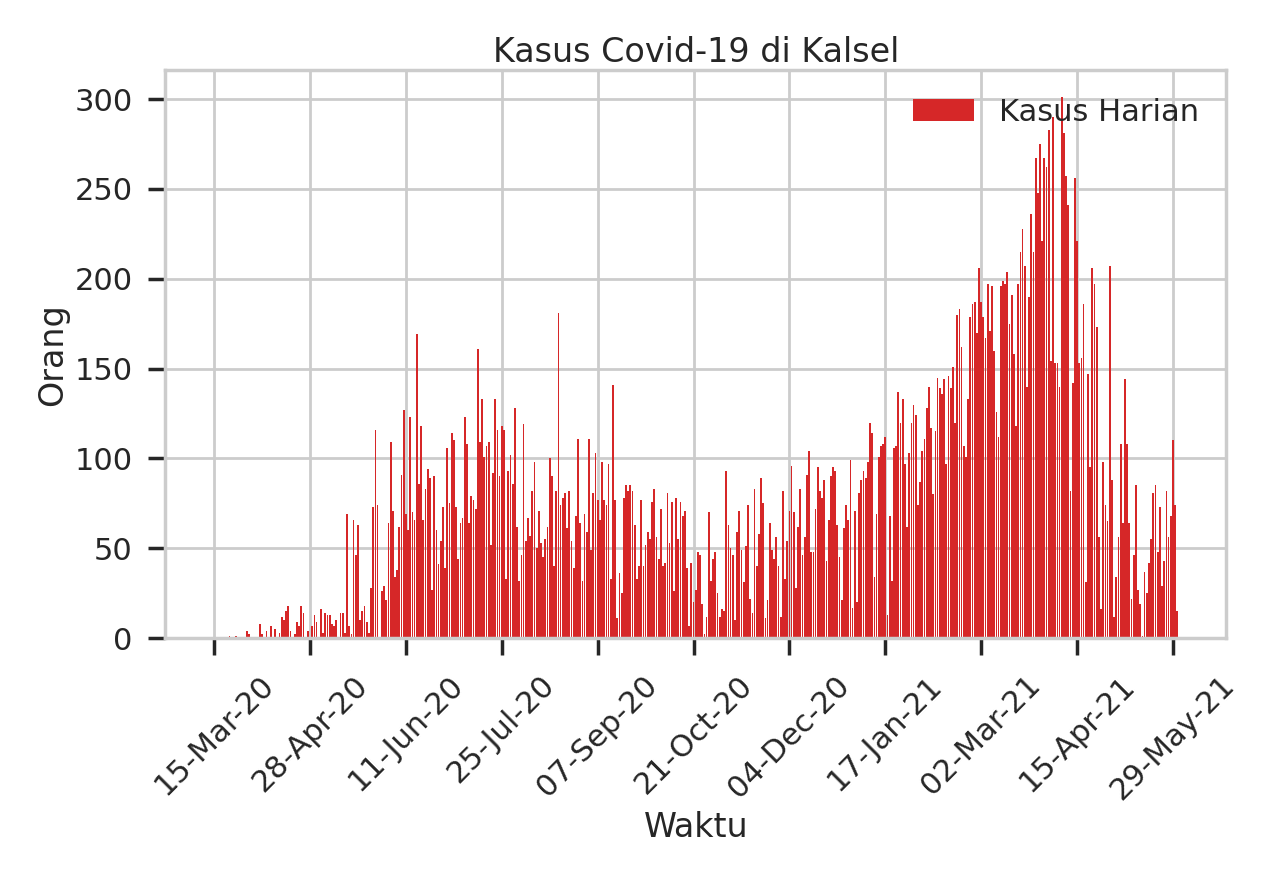 Kasus Covid-19 di Kalsel
Kasus Harian
Orang
300
250
200
150
100
50
0
15-Mar-20
28-Apr-20
11-Jun-20
25-Jul-20
07-Sep-20
21-Oct-20
04-Dec-20
17-Jan-21
02-Mar-21
15-Apr-21
29-May-21
Waktu